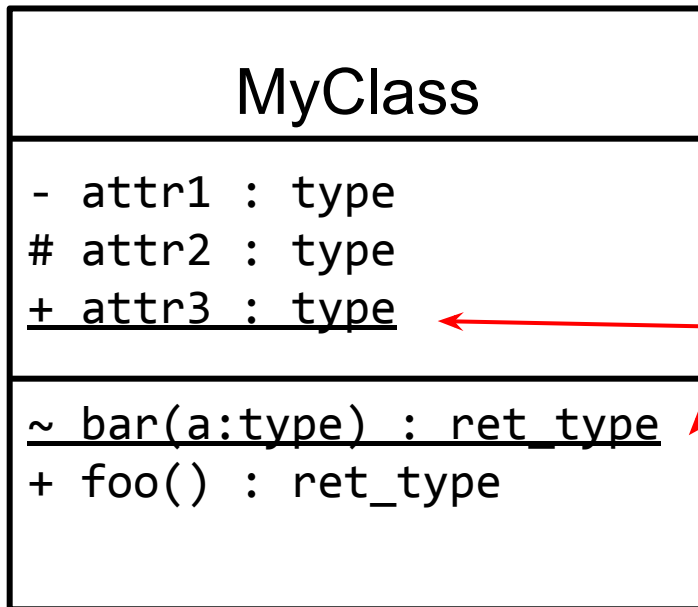 MyClass
- attr1 : type
# attr2 : type
+ attr3 : type
~ bar(a:type) : ret_type
+ foo() : ret_type